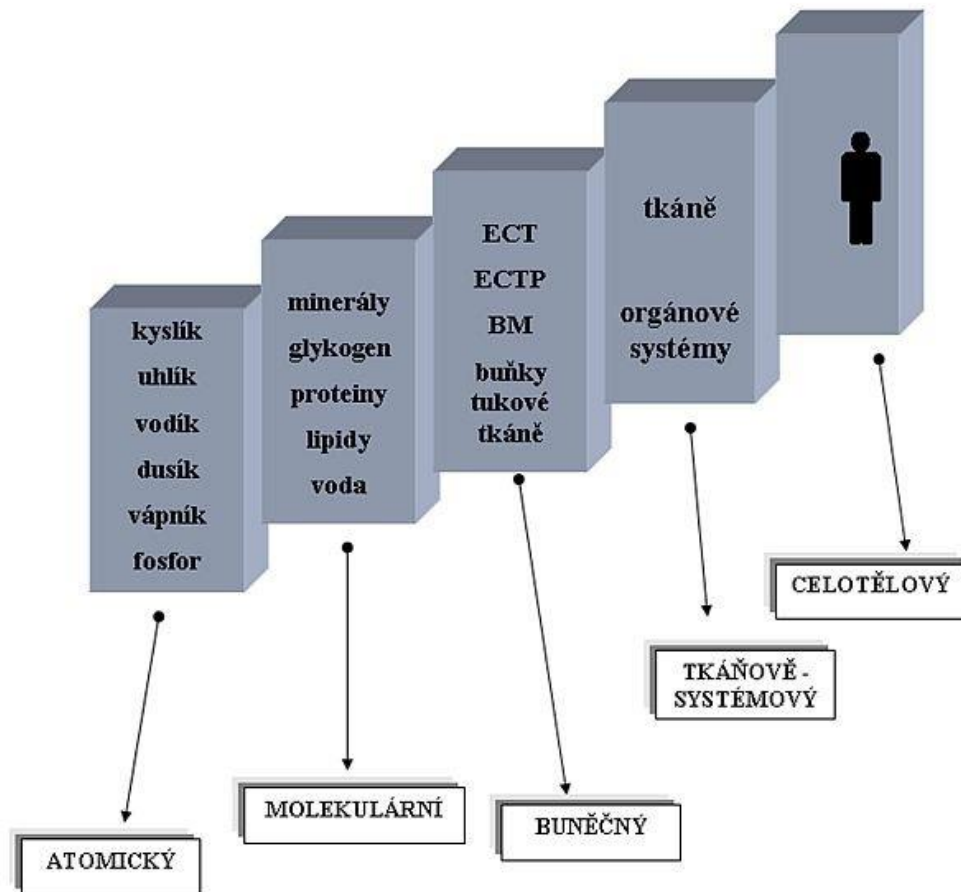 kyslík
uhlík
vodík
dusík
vápník
fosfor
minerály
glykogen
proteiny
lipidy
voda
ECT
ECTP
BM
buňky
tukové
tkáně
tkáně
orgánové
systémy
ATOMICKÝ
MOLEKULÁRNÍ
BUNĚČNÝ
TKÁŇOVĚ -
SYSTÉMOVÝ
CELOTĚLOVÝ